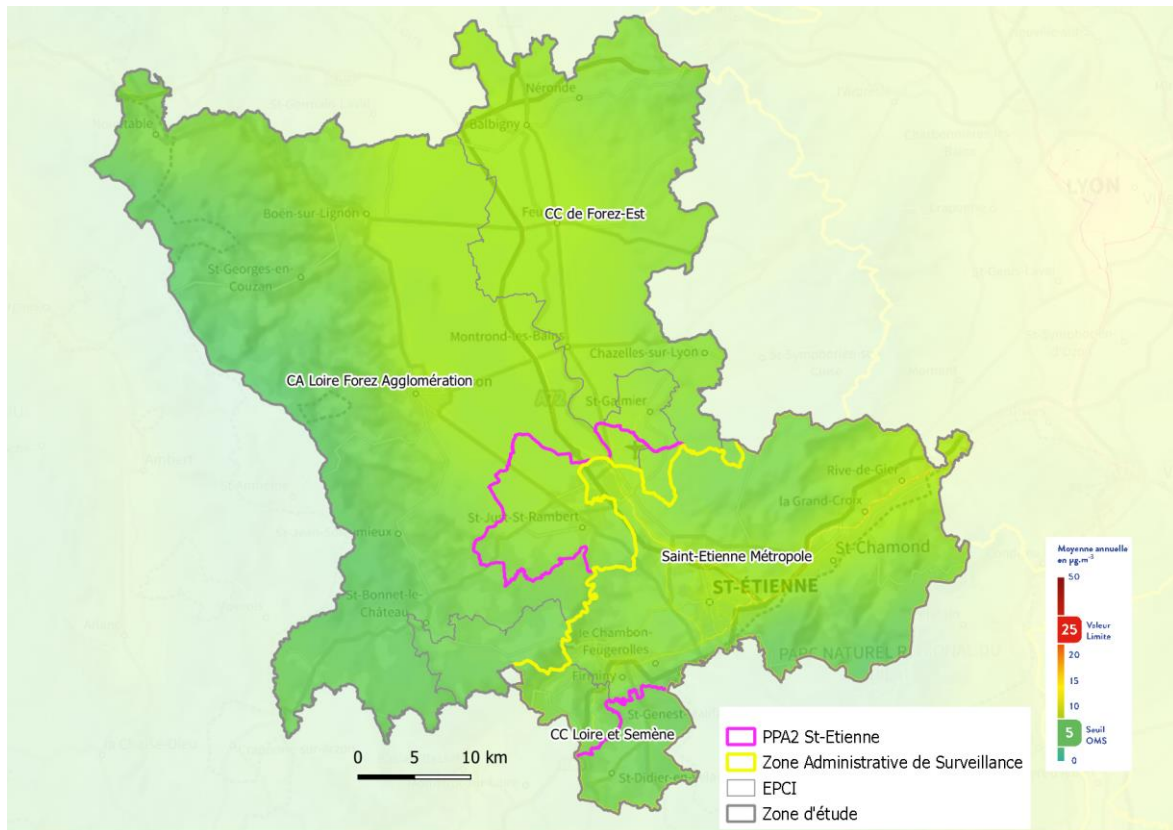 Néronde
Balbigny
LYON
CC de Forez-Est
Boën-sur-Lignon
St-Georges-en-
Couzan
Montrond-les-Bains
Chazelles-sur-Lyon
CA Loire Forez Agglomération
St-Galmier
A72
Rive-de-Gier
la Grand-Croix
St-Just-St-Rambert
Saint-Etienne Métropole
St-Chamond
ST-ÉTIENNE
St-Bonnet-le-
Château
le Chambon-
Feugerolles
PARC NATUREL
Firminy
St-Genest-
CC Loire et Semène
St-Didier-en-
0 5 10 km
PPA2 St-Etienne
Zone Administrative de Surveillance
EPCI
Zone d'étude
Moyenne annuelle
en µg.m-3
50
25 Valeur
Limite
20
15
10
5 Seuil
OMS
0